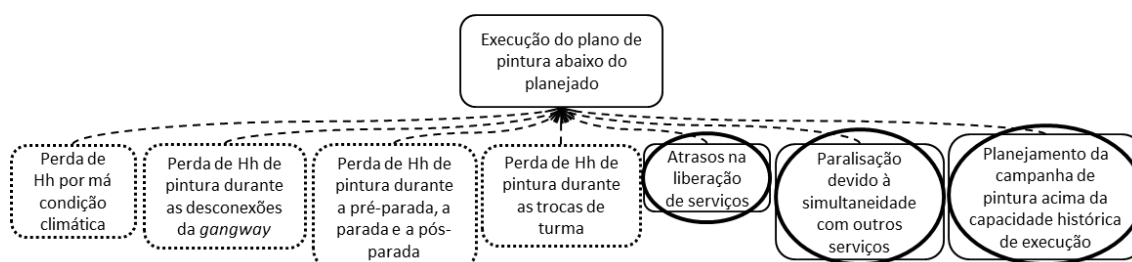 Execução do plano de
pintura abaixo do
planejado
Perda de
Hh por má
condição
climática
Perda de Hh de
pintura durante
as desconexões
da gangway
Perda de Hh de
pintura durante
a pré-parada, a
parada e a pós-
parada
Perda de Hh de
pintura durante
as trocas de
turma
Atrasos na
liberação
de serviços
Paralisação
devido à
simultaneidade
com outros
serviços
Planejamento da
campanha de
pintura acima da
capacidade histórica
de execução